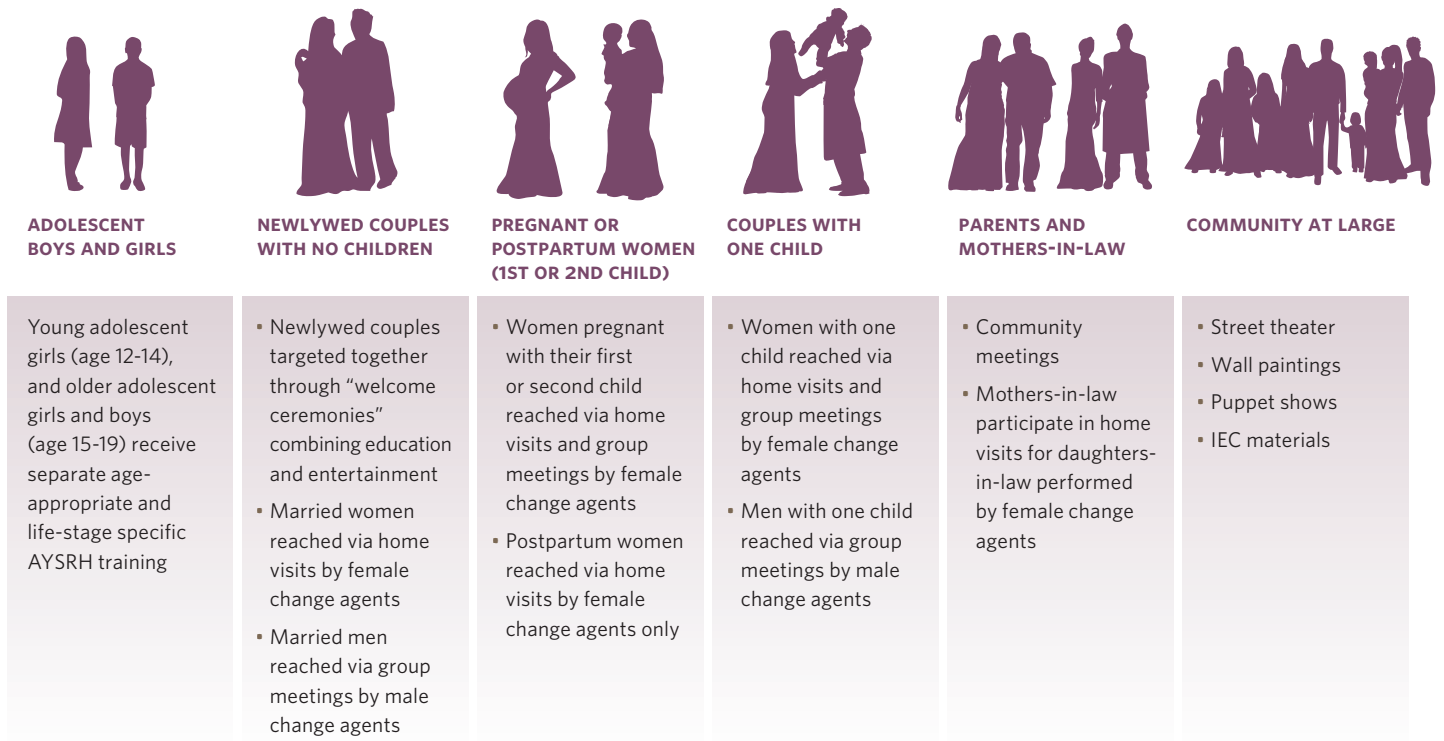 ADOLESCENT
BOYS AND GIRLS
Young adolescent
girls (age 12-14),
and older adolescent
girls and boys
(age 15-19) receive
separate age-
appropriate and
life-stage specific
AYSRH training
NEWLYWED COUPLES
WITH NO CHILDREN
▪ Newlywed couples
targeted together
through “welcome
ceremonies”
combining education
and entertainment
▪ Married women
reached via home
visits by female
change agents
▪ Married men
reached via group
meetings by male
change agents
PREGNANT OR
POSTPARTUM WOMEN
(1ST OR 2ND CHILD)
▪ Women pregnant
with their first
or second child
reached via home
visits and group
meetings by female
change agents
▪ Postpartum women
reached via home
visits by female
change agents only
COUPLES WITH
ONE CHILD
▪ Women with one
child reached via
home visits and
group meetings
by female change
agents
▪ Men with one child
reached via group
meetings by male
change agents
PARENTS AND
MOTHERS-IN-LAW
▪ Community
meetings
▪ Mothers-in-law
participate in home
visits for daughters-
in-law performed
by female change
agents
COMMUNITY AT LARGE
▪ Street theater
▪ Wall paintings
▪ Puppet shows
▪ IEC materials